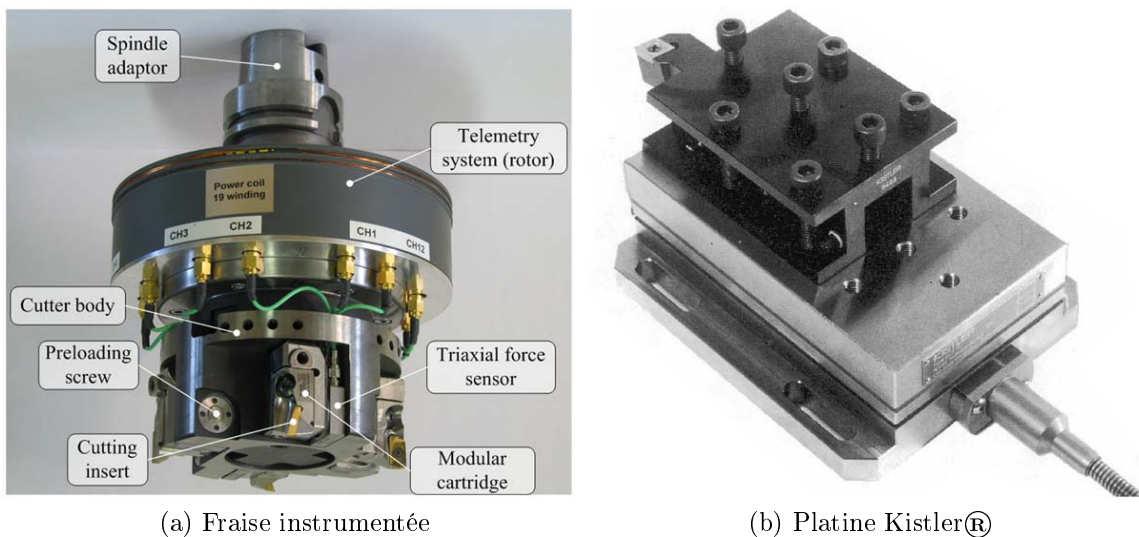 Spindle
adaptor
Telemetry
system (rotor)
Power coil
19 winding
CH3
CH2
CH1
CH12
Cutter body
Preloading
screw
Triaxial force
sensor
Cutting
insert
Modular
cartridge
KISTLER
(a) Fraise instrumentée
(b) Platine Kistler®